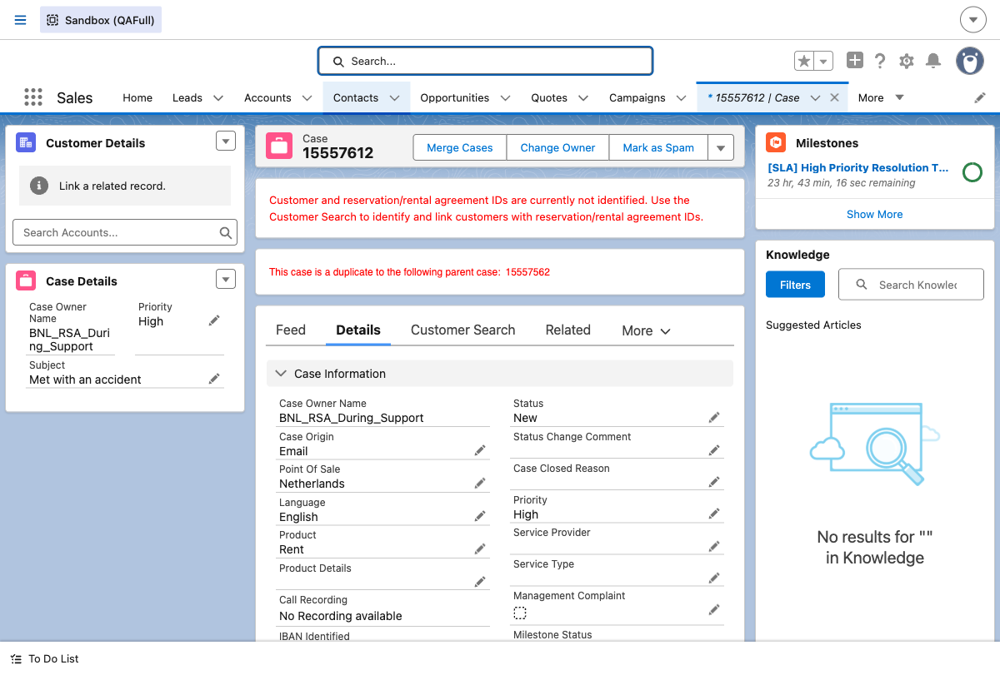 Sandbox (QAFull)
Search...
Sales
Home
Leads
Accounts
Contacts
Opportunities
Quotes
Campaigns
* 15557612 | Case
More
Customer Details
Link a related record.
Search Accounts...
Case Details
Case Owner
Name
BNL_RSA_Duri
ng_Support
Priority
High
Subject
Met with an accident
Case
15557612
Merge Cases
Change Owner
Mark as Spam
Customer and reservation/rental agreement IDs are currently not identified. Use the
Customer Search to identify and link customers with reservation/rental agreement IDs.
This case is a duplicate to the following parent case: 15557562
Feed
Details
Customer Search
Related
More
Case Information
Case Owner Name
BNL_RSA_During_Support
Case Origin
Email
Point Of Sale
Netherlands
Language
English
Product
Rent
Product Details
Call Recording
No Recording available
IBAN Identified
Status
New
Status Change Comment
Case Closed Reason
Priority
High
Service Provider
Service Type
Management Complaint
Milestone Status
Milestones
[SLA] High Priority Resolution T...
23 hr, 43 min, 16 sec remaining
Show More
Knowledge
Filters
Search Knowlec
Suggested Articles
No results for ""
in Knowledge
To Do List